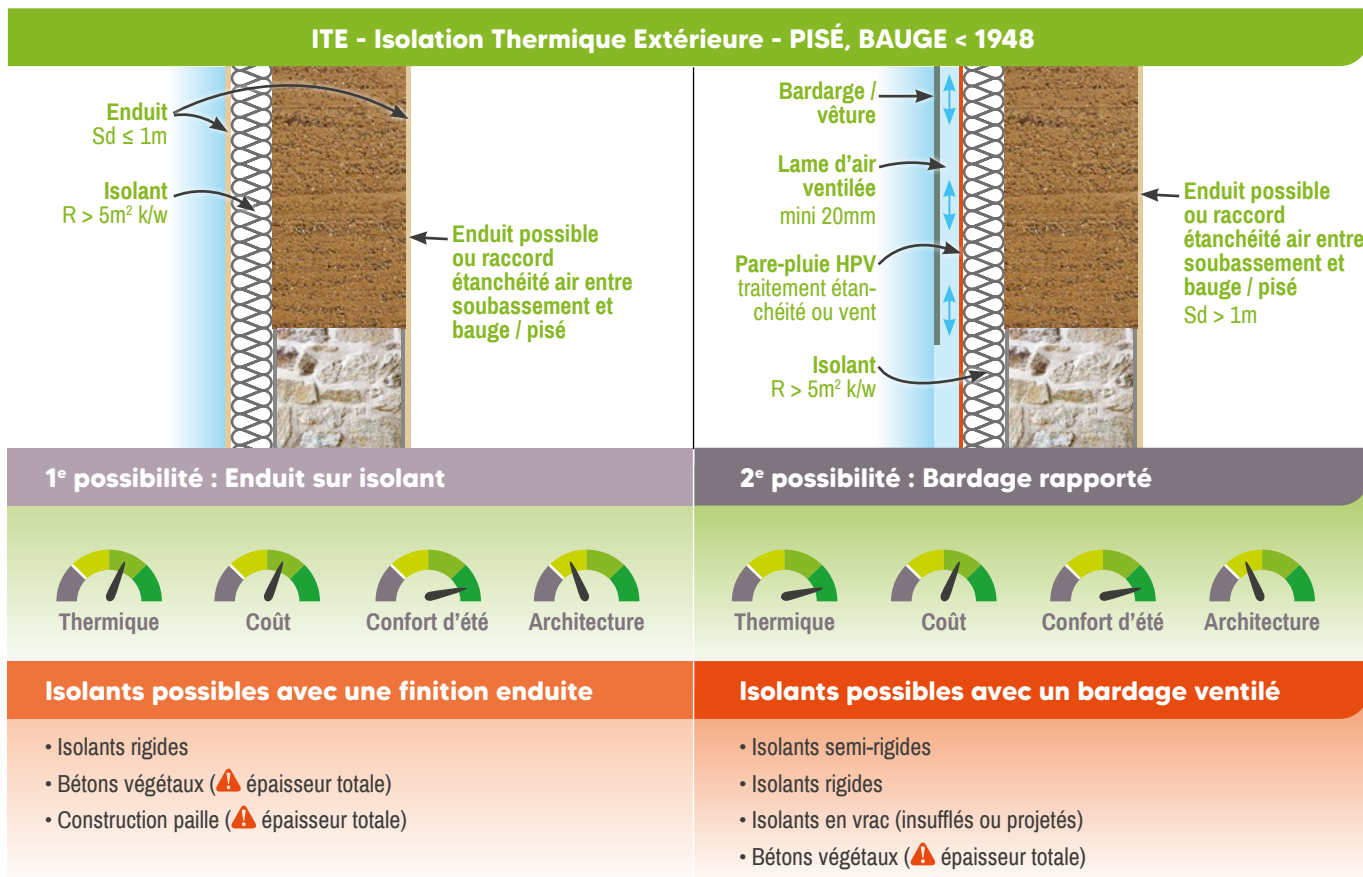 ITE - Isolation Thermique Extérieure - PISÉ, BAUGE < 1948
Enduit
Sd ≤ 1m
Isolant
R > 5m² k/w
Enduit possible
ou raccord
étanchéité air entre
soubassement et
bauge / pisé
Bardarge /
vêture
Lame d'air
ventilée
mini 20mm
Pare-pluie HPV
traitement étan-
chéité ou vent
Isolant
R > 5m² k/w
Enduit possible
ou raccord
étanchéité air entre
soubassement et
bauge / pisé
Sd > 1m
1e possibilité : Enduit sur isolant
Thermique
Coût
Confort d'été
Architecture
Isolants possibles avec une finition enduite
• Isolants rigides
• Bétons végétaux (⚠ épaisseur totale)
• Construction paille (⚠ épaisseur totale)
2e possibilité : Bardage rapporté
Thermique
Coût
Confort d'été
Architecture
Isolants possibles avec un bardage ventilé
• Isolants semi-rigides
• Isolants rigides
• Isolants en vrac (insufflés ou projetés)
• Bétons végétaux (⚠ épaisseur totale)